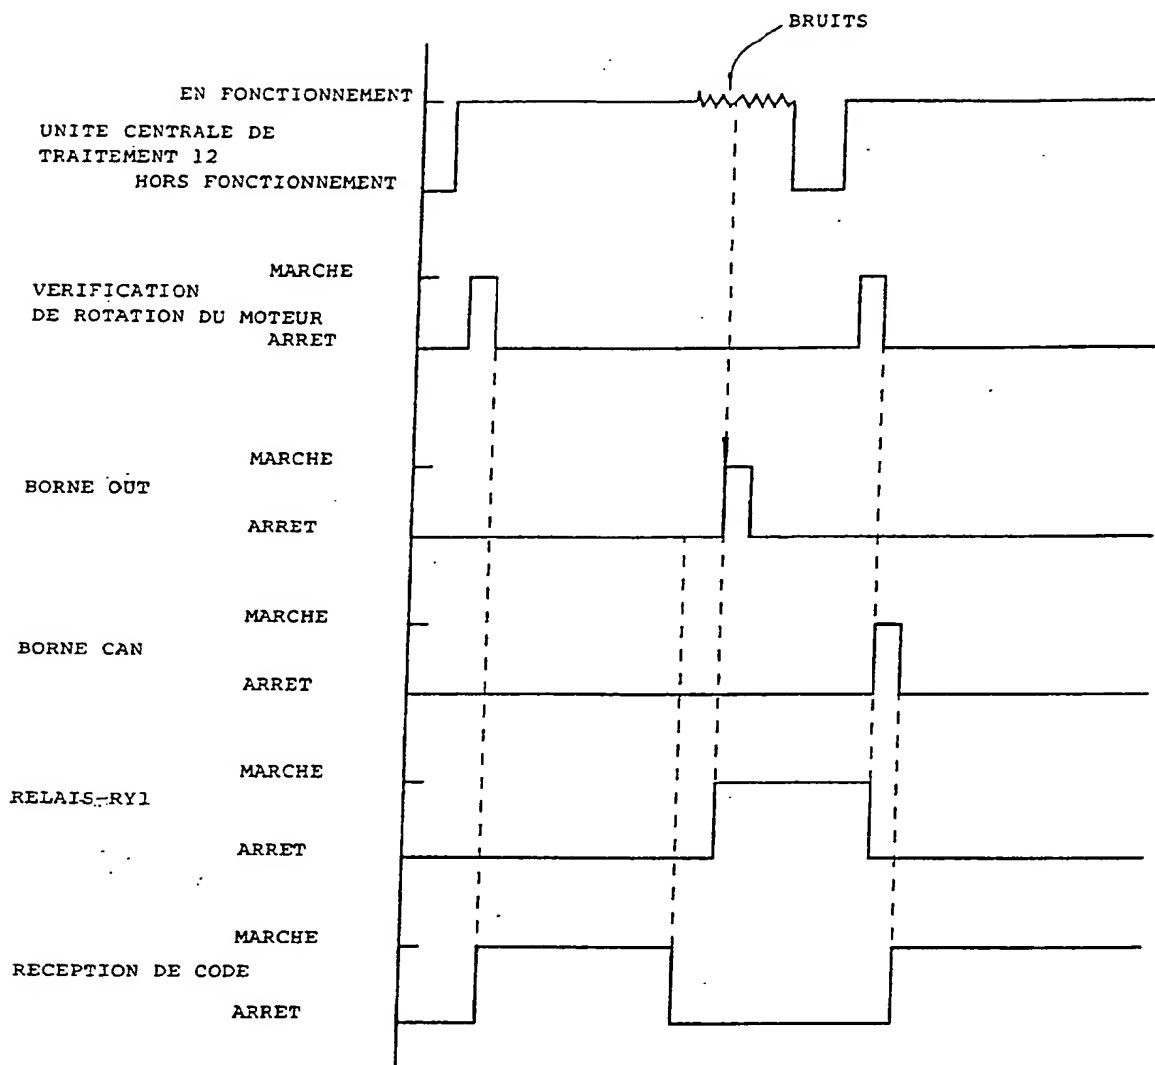 BRUITS
EN FONCTIONNEMENT
UNITE CENTRALE DE
TRAITEMENT 12
HORS FONCTIONNEMENT
MARCHE
VERIFICATION
DE ROTATION DU MOTEUR
ARRET
MARCHE
BORNE OUT
ARRET
MARCHE
BORNE CAN
ARRET
MARCHE
RELAIS-RY1
ARRET
MARCHE
RECEPTION DE CODE
ARRET